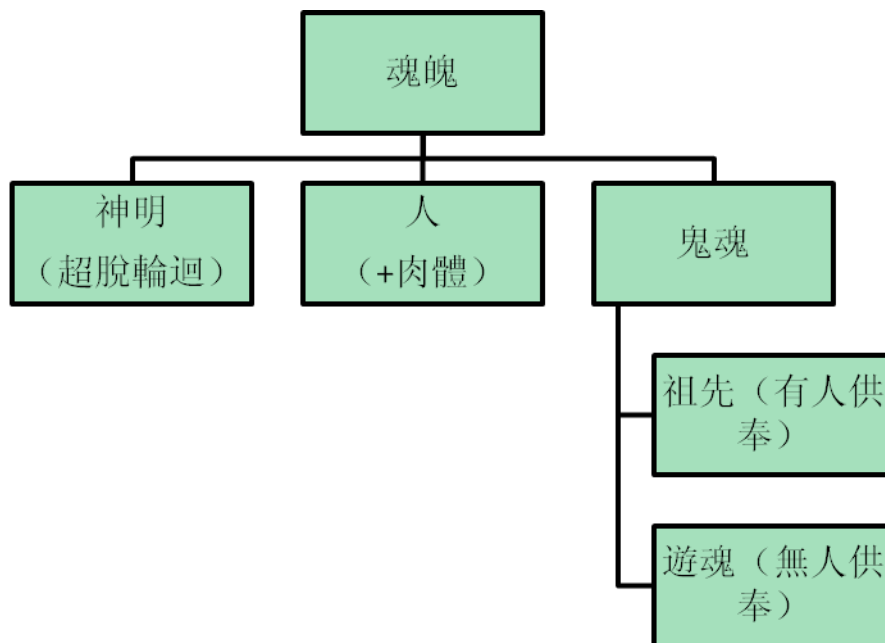 魂魄
神明
（超脫輪迴）
人
（+肉體）
鬼魂
祖先（有人供
奉）
遊魂（無人供
奉）